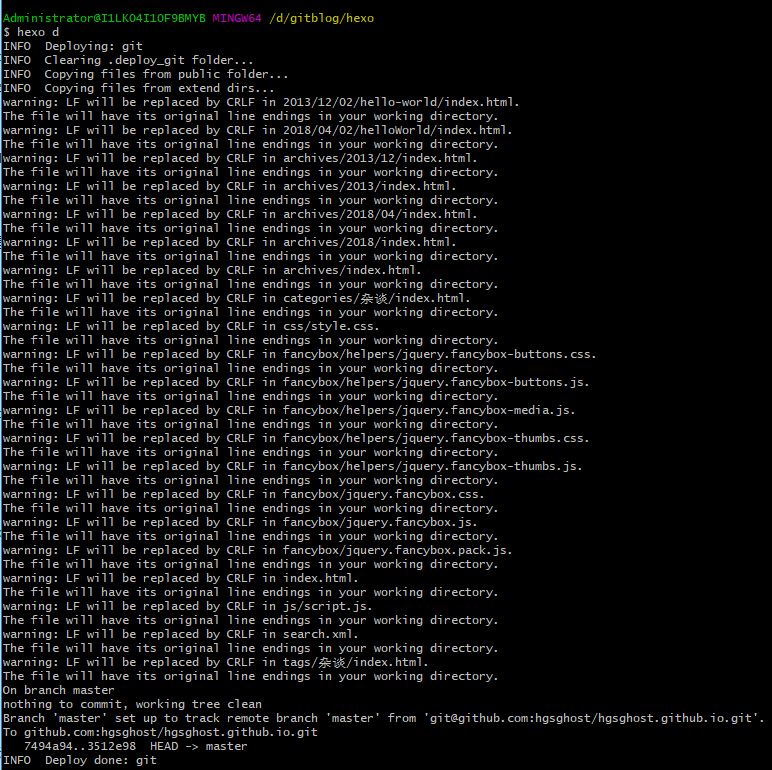 Administrator@I1LKO4I1OF9BMYB MINGW64 /d/gitblog/hexo
$ hexo d
INFO  Deploying: git
INFO  Clearing .deploy_git folder...
INFO  Copying files from public folder...
INFO  Copying files from extend dirs...
warning: LF will be replaced by CRLF in 2013/12/02/hello-world/index.html.
The file will have its original line endings in your working directory.
warning: LF will be replaced by CRLF in 2018/04/02/helloWorld/index.html.
The file will have its original line endings in your working directory.
warning: LF will be replaced by CRLF in archives/2013/12/index.html.
The file will have its original line endings in your working directory.
warning: LF will be replaced by CRLF in archives/2013/index.html.
The file will have its original line endings in your working directory.
warning: LF will be replaced by CRLF in archives/2018/04/index.html.
The file will have its original line endings in your working directory.
warning: LF will be replaced by CRLF in archives/2018/index.html.
The file will have its original line endings in your working directory.
warning: LF will be replaced by CRLF in archives/index.html.
The file will have its original line endings in your working directory.
warning: LF will be replaced by CRLF in categories/杂谈/index.html.
The file will have its original line endings in your working directory.
warning: LF will be replaced by CRLF in css/style.css.
The file will have its original line endings in your working directory.
warning: LF will be replaced by CRLF in fancybox/helpers/jquery.fancybox-buttons.css.
The file will have its original line endings in your working directory.
warning: LF will be replaced by CRLF in fancybox/helpers/jquery.fancybox-buttons.js.
The file will have its original line endings in your working directory.
warning: LF will be replaced by CRLF in fancybox/helpers/jquery.fancybox-media.js.
The file will have its original line endings in your working directory.
warning: LF will be replaced by CRLF in fancybox/helpers/jquery.fancybox-thumbs.css.
The file will have its original line endings in your working directory.
warning: LF will be replaced by CRLF in fancybox/helpers/jquery.fancybox-thumbs.js.
The file will have its original line endings in your working directory.
warning: LF will be replaced by CRLF in fancybox/jquery.fancybox.css.
The file will have its original line endings in your working directory.
warning: LF will be replaced by CRLF in fancybox/jquery.fancybox.js.
The file will have its original line endings in your working directory.
warning: LF will be replaced by CRLF in fancybox/jquery.fancybox.pack.js.
The file will have its original line endings in your working directory.
warning: LF will be replaced by CRLF in index.html.
The file will have its original line endings in your working directory.
warning: LF will be replaced by CRLF in js/script.js.
The file will have its original line endings in your working directory.
warning: LF will be replaced by CRLF in search.xml.
The file will have its original line endings in your working directory.
warning: LF will be replaced by CRLF in tags/杂谈/index.html.
The file will have its original line endings in your working directory.
On branch master
nothing to commit, working tree clean
Branch 'master' set up to track remote branch 'master' from 'git@github.com:hgsghost/hgsghost.github.io.git'.
To github.com:hgsghost/hgsghost.github.io.git
   7494a94..3512e98  HEAD -> master
INFO  Deploy done: git